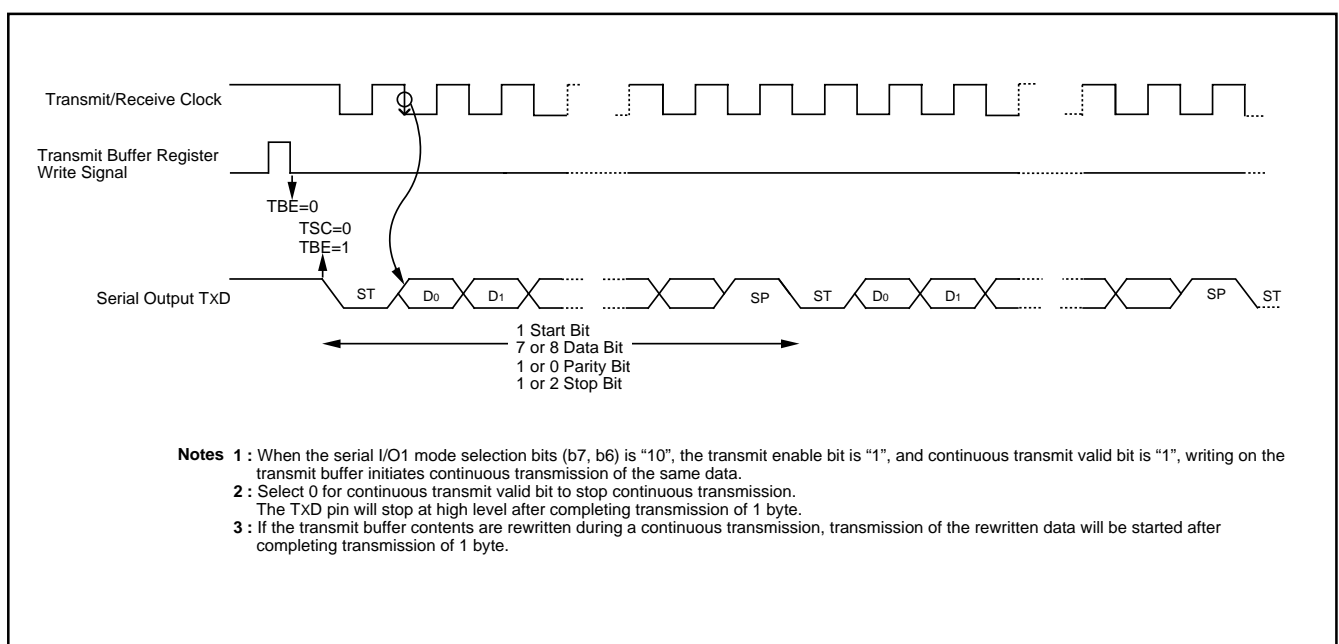 Transmit/Receive Clock
Transmit Buffer Register
Write Signal
TBE=0
TSC=0
TBE=1
Serial Output TXD
ST
D0
D1
SP
ST
D0
D1
SP
ST
1 Start Bit
7 or 8 Data Bit
1 or 0 Parity Bit
1 or 2 Stop Bit
Notes 1 : When the serial I/O1 mode selection bits (b7, b6) is “10”, the transmit enable bit is “1”, and continuous transmit valid bit is “1”, writing on the
transmit buffer initiates continuous transmission of the same data.
2 : Select 0 for continuous transmit valid bit to stop continuous transmission.
The TXD pin will stop at high level after completing transmission of 1 byte.
3 : If the transmit buffer contents are rewritten during a continuous transmission, transmission of the rewritten data will be started after
completing transmission of 1 byte.